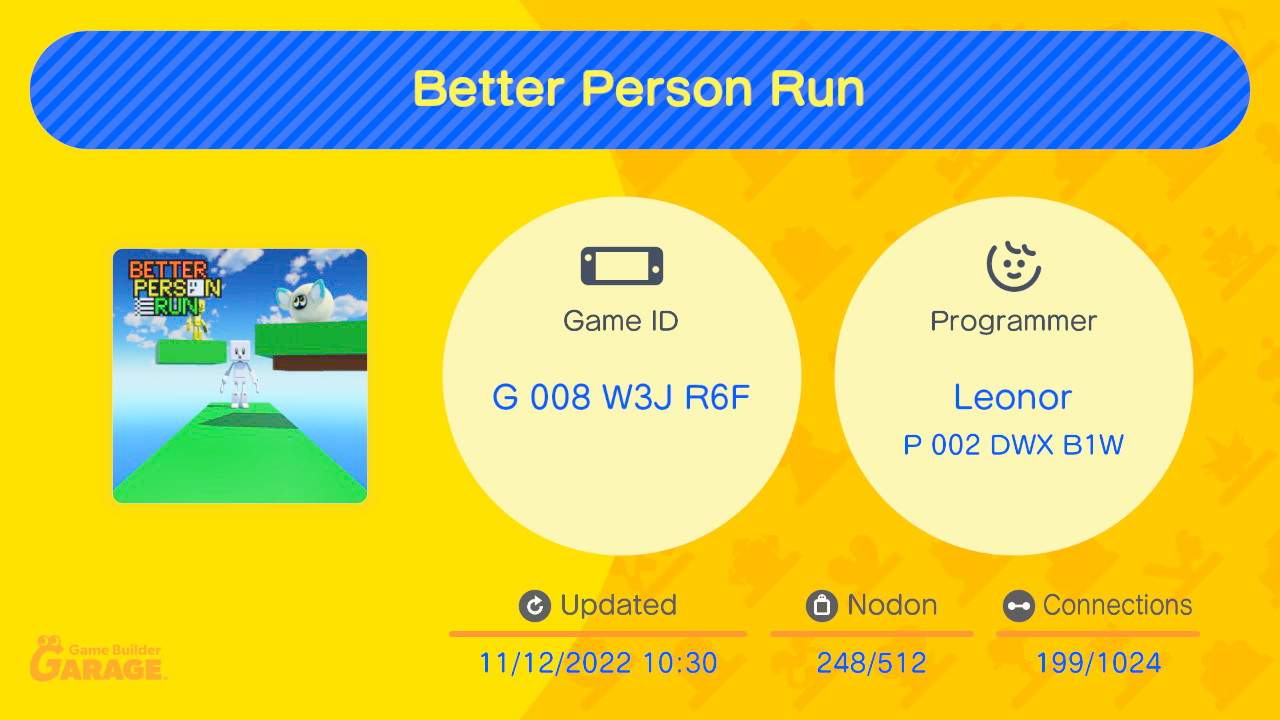 Better Person Run
BETTER
PERSON
RUN
Game ID
G 008 W3J R6F
Programmer
Leonor
P 002 DWX B1W
Updated
11/12/2022 10:30
Nodon
248/512
Connections
199/1024
Game Builder
GARAGE™